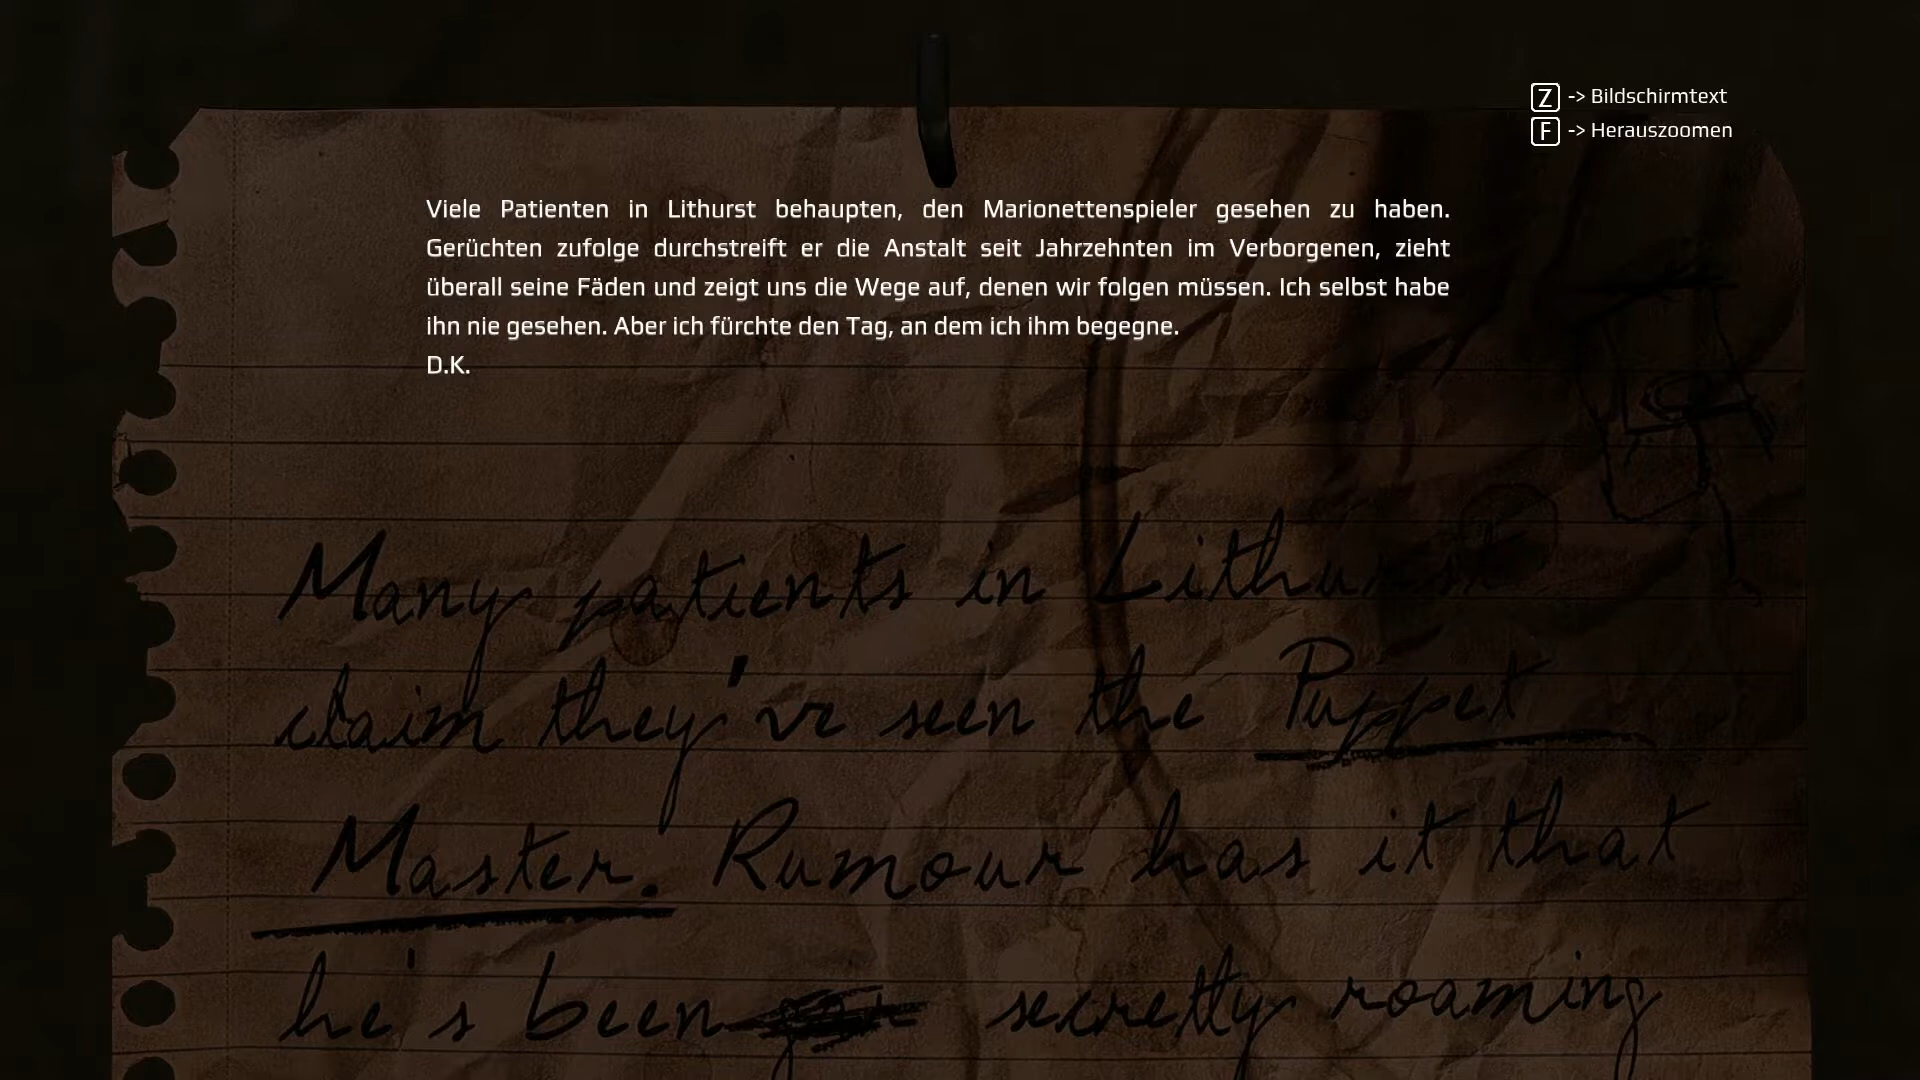 Z -> Bildschirmtext
F -> Herauszoomen
Viele Patienten in Lithurst behaupten, den Marionettenspieler gesehen zu haben.
Gerüchten zufolge durchstreift er die Anstalt seit Jahrzehnten im Verborgenen, zieht
überall seine Fäden und zeigt uns die Wege auf, denen wir folgen müssen. Ich selbst habe
ihn nie gesehen. Aber ich fürchte den Tag, an dem ich ihm begegne.
D.K.
Many patients in Lithurst
claim they've seen the Puppet
Master. Rumour has it that
he's been secretly roaming